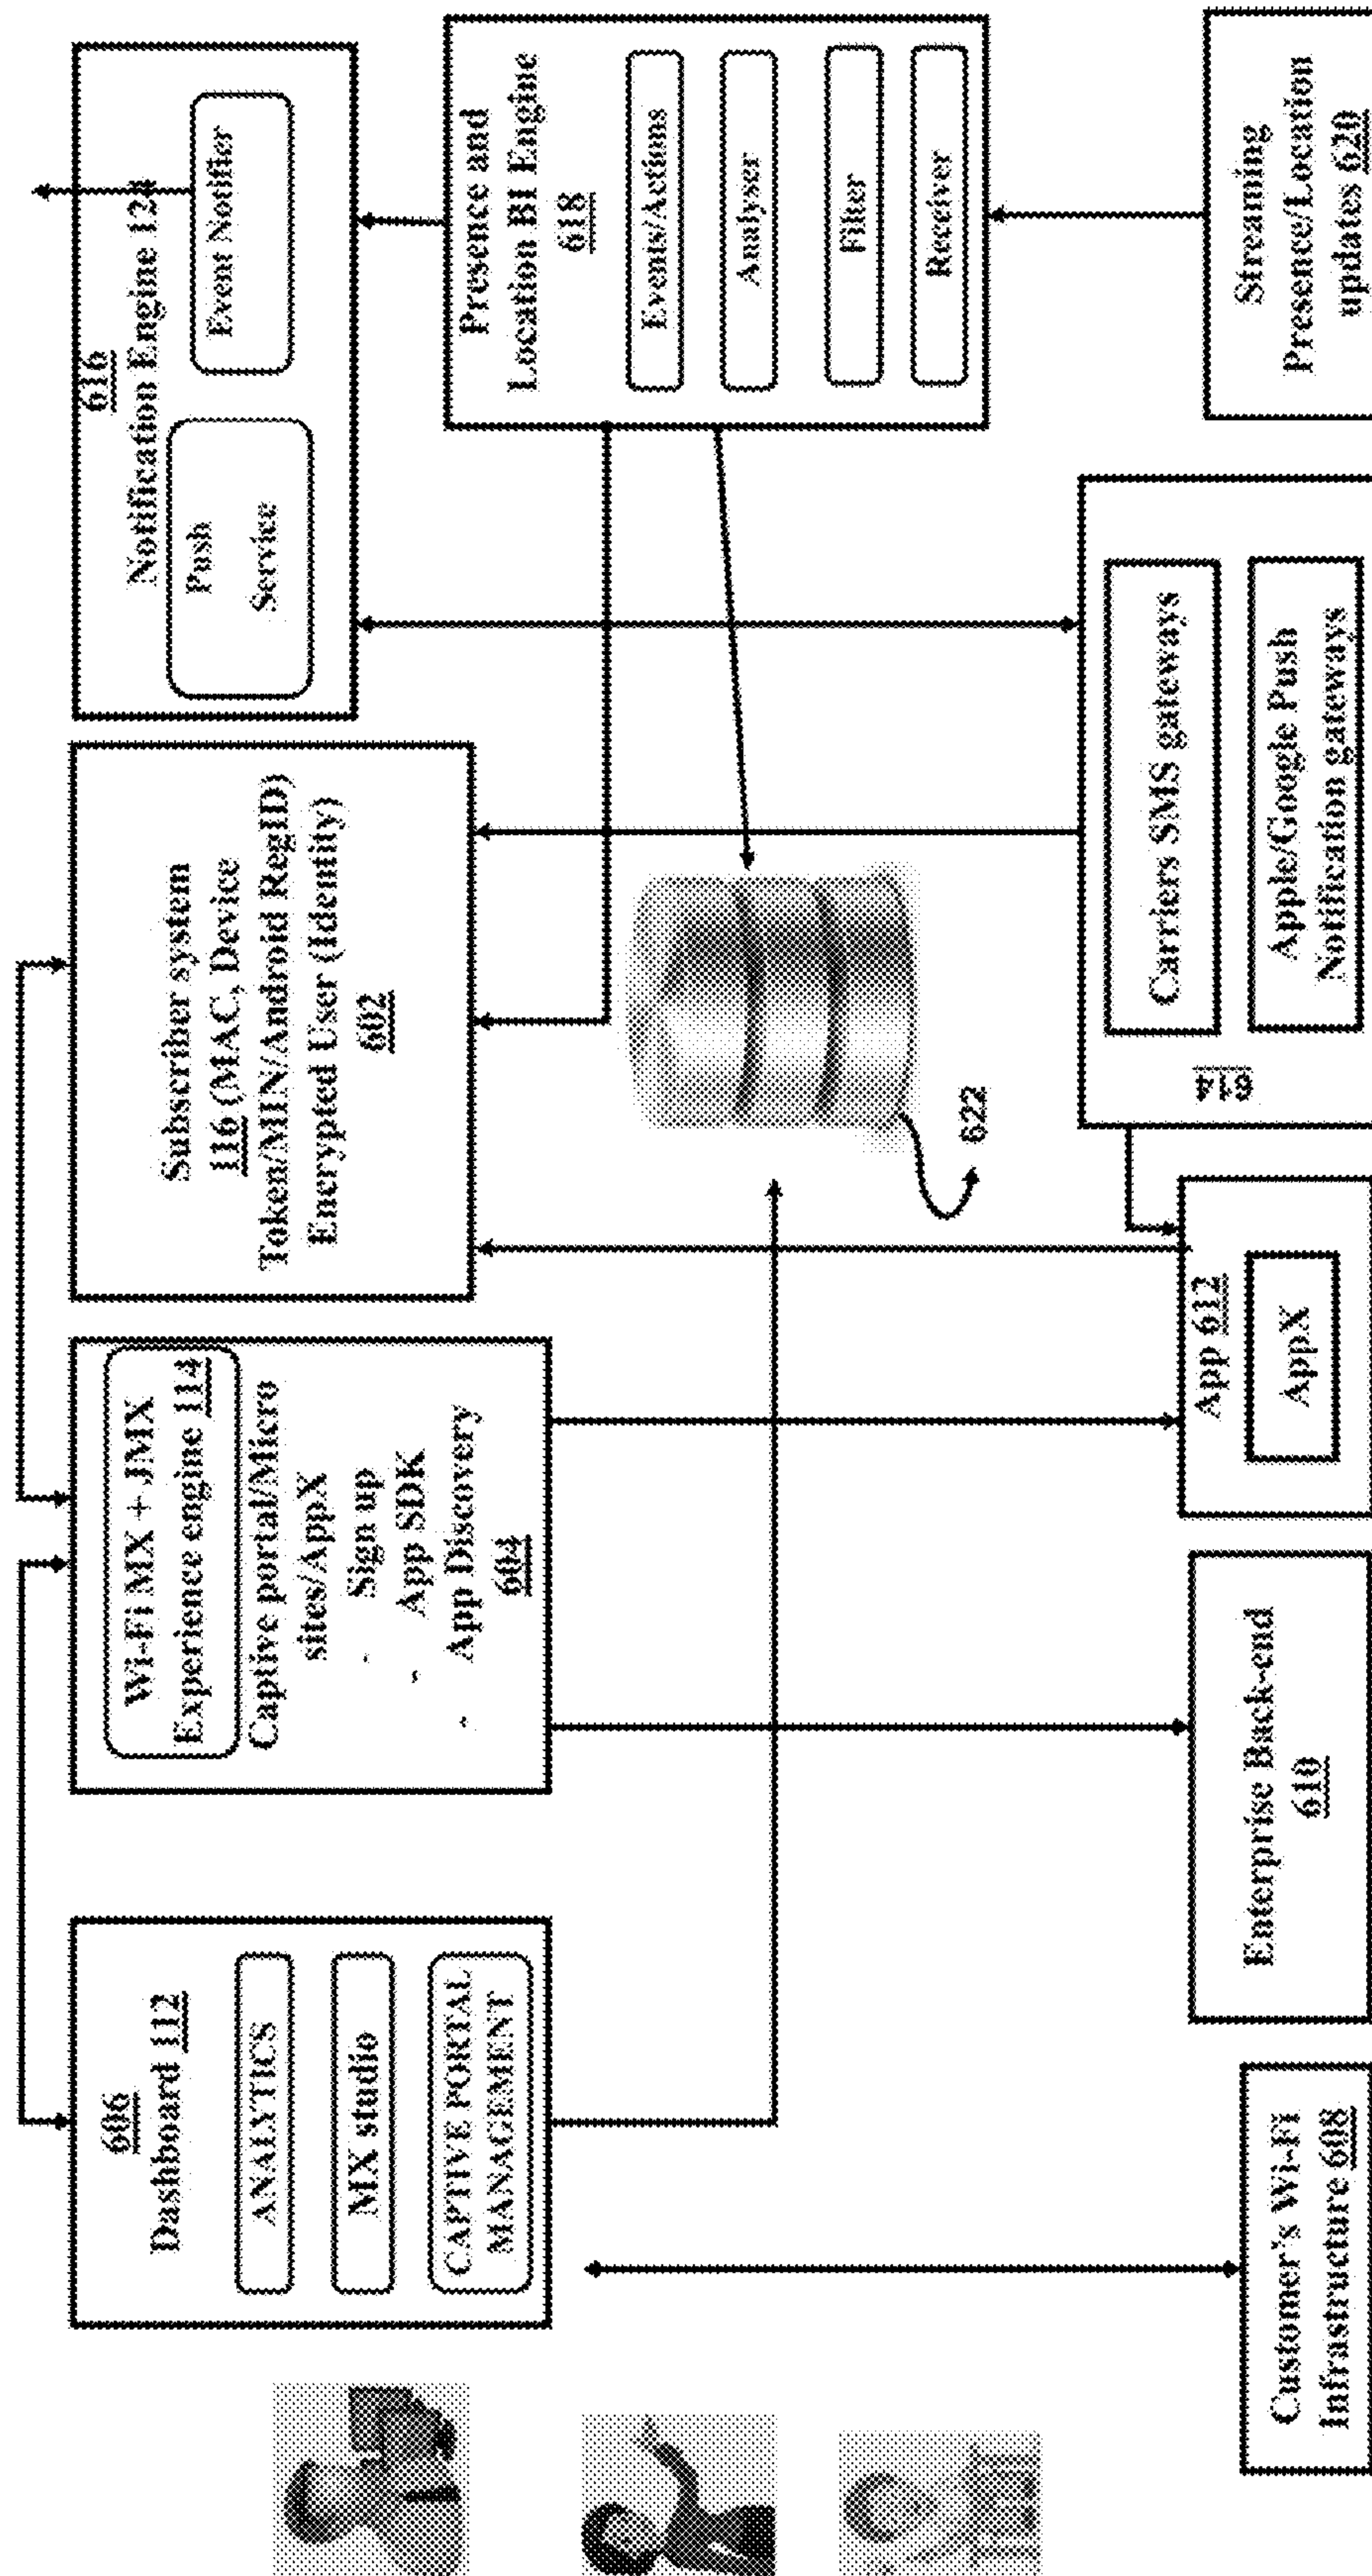 606
Dashboard 112
ANALYTICS
MX studio
CAPTIVE PORTAL
MANAGEMENT
Wi-Fi MX + JMX
Experience engine 114
Captive portal/Micro
sites/AppX
- Sign up
- App SDK
- App Discovery
604
Subscriber system
116 (MAC, Device
Token/MIN/Android RegID)
Encrypted User (Identity)
602
616
Notification Engine 124
Push
Service
Event Notifier
Presence and
Location BI Engine
618
Events/Actions
Analyser
Filter
Receiver
622
Customer's Wi-Fi
Infrastructure 608
Enterprise Back-end
610
App 612
AppX
614
Carriers SMS gateways
Apple/Google Push
Notification gateways
Streaming
Presence/Location
updates 620